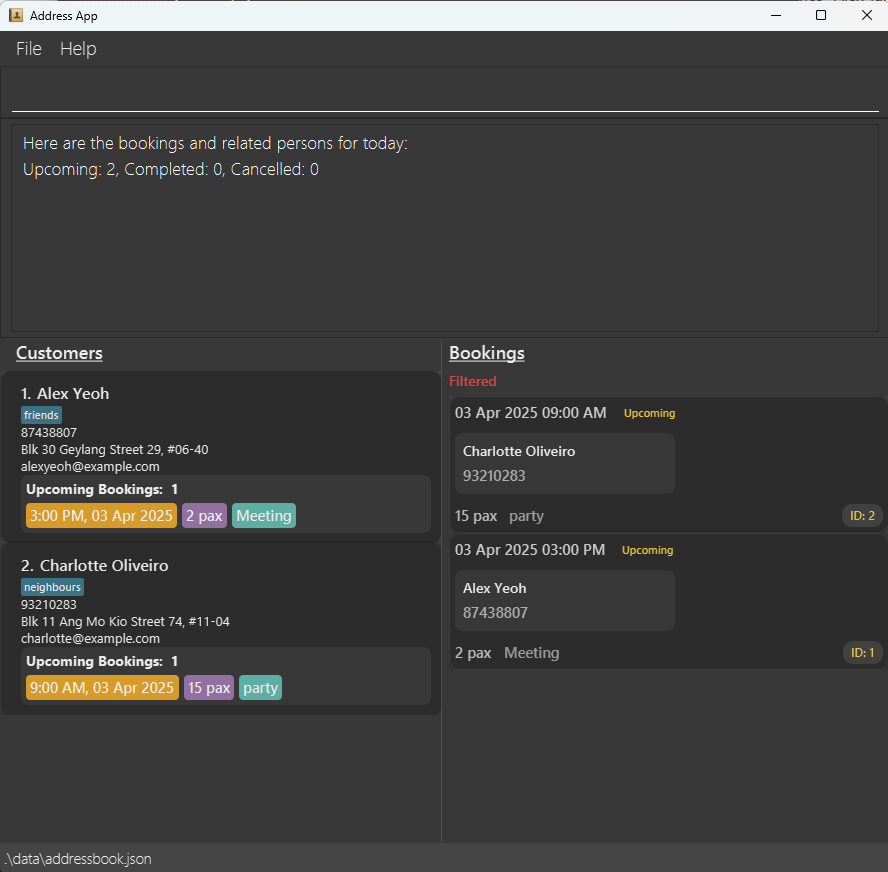 Address App
File Help
Here are the bookings and related persons for today:
Upcoming: 2, Completed: 0, Cancelled: 0
Customers
1. Alex Yeoh
friends
87438807
Blk 30 Geylang Street 29, #06-40
alexyeoh@example.com
Upcoming Bookings: 1
3:00 PM, 03 Apr 2025 2 pax Meeting
2. Charlotte Oliveiro
neighbours
93210283
Blk 11 Ang Mo Kio Street 74, #11-04
charlotte@example.com
Upcoming Bookings: 1
9:00 AM, 03 Apr 2025 15 pax party
Bookings
Filtered
03 Apr 2025 09:00 AM Upcoming
Charlotte Oliveiro
93210283
15 pax party ID: 2
03 Apr 2025 03:00 PM Upcoming
Alex Yeoh
87438807
2 pax Meeting ID: 1
.\data\addressbook.json